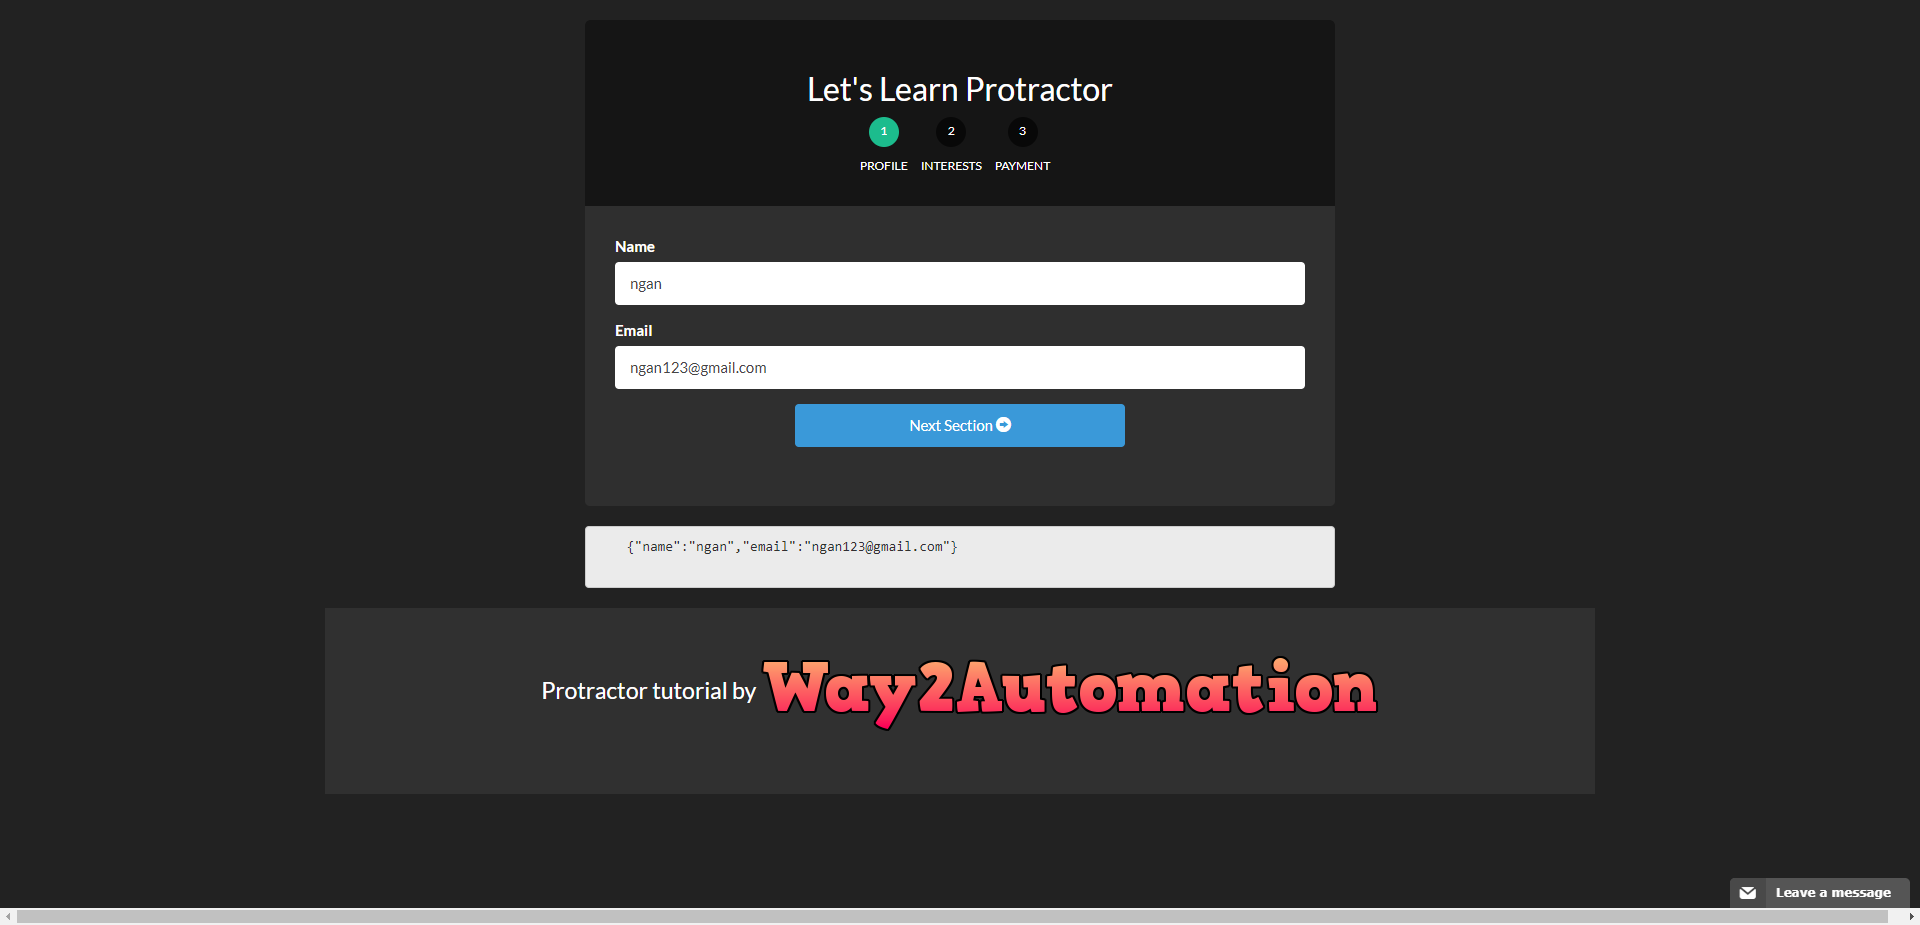 Let's Learn Protractor
1 2 3
PROFILE INTERESTS PAYMENT
Name
ngan
Email
ngan123@gmail.com
Next Section
{"name":"ngan","email":"ngan123@gmail.com"}
Protractor tutorial by Way2Automation
Leave a message